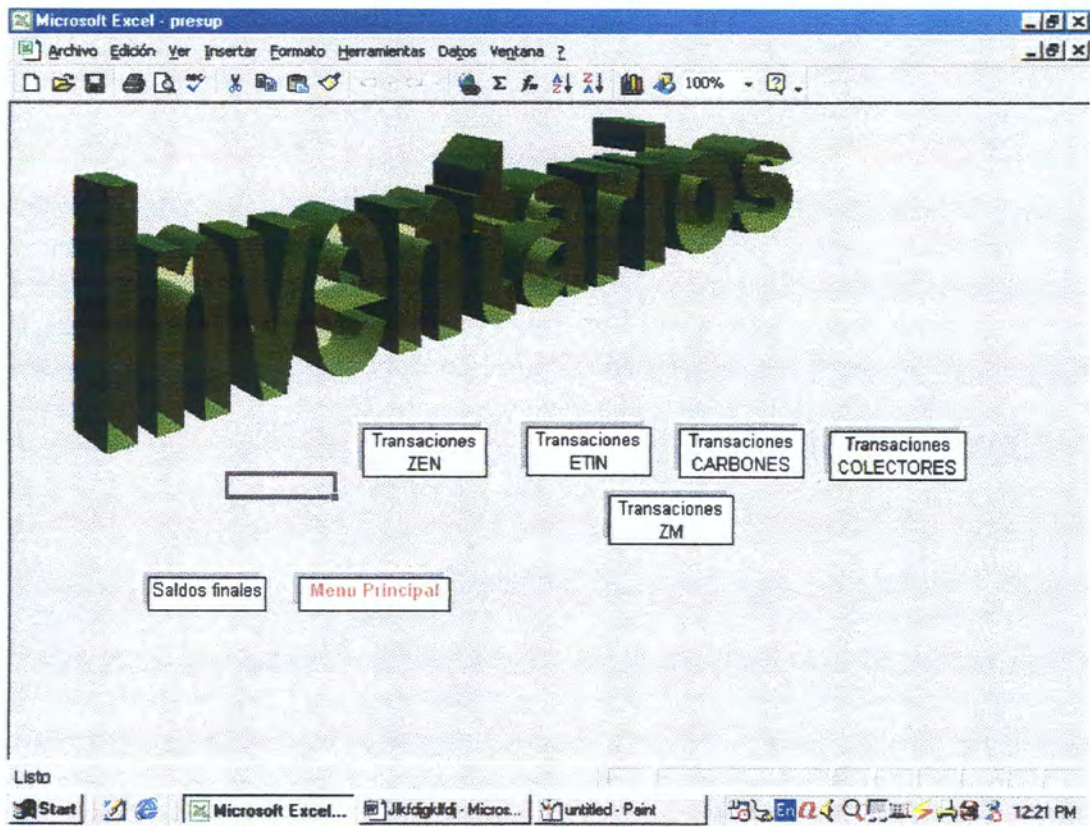 Microsoft Excel - presup
Archivo Edición Ver Insertar Formato Herramientas Datos Ventana ?
100%
Inventarios
Transaciones
ZEN
Transaciones
ETIN
Transaciones
CARBONES
Transaciones
COLECTORES
Transaciones
ZM
Saldos finales
Menu Principal
Listo
Start
Microsoft Excel...
untitled - Paint
En
12:21 PM